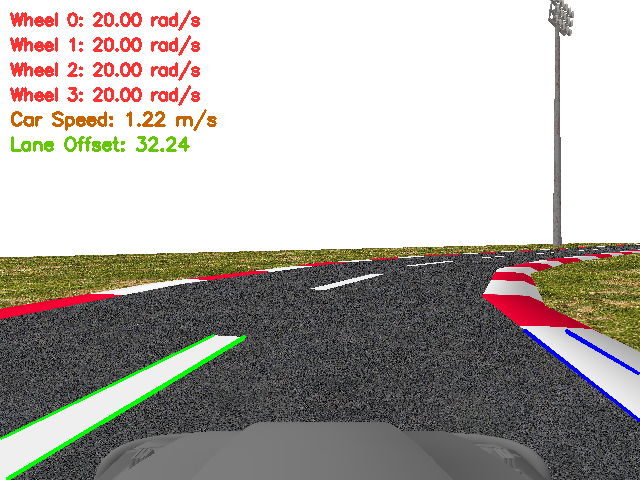 Wheel 0: 20.00 rad/s
Wheel 1: 20.00 rad/s
Wheel 2: 20.00 rad/s
Wheel 3: 20.00 rad/s
Car Speed: 1.22 m/s
Lane Offset: 32.24